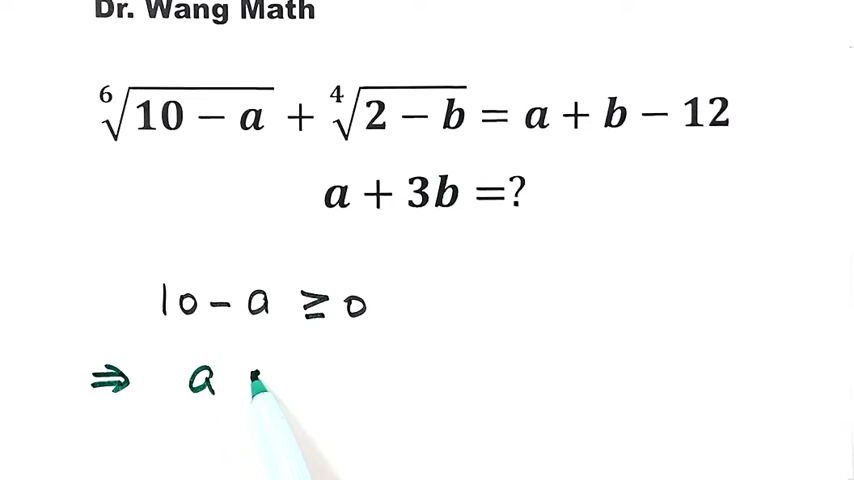 Dr. Wang Math
⁶√(10 − a) + ⁴√(2 − b) = a + b − 12
a + 3b =?
10 − a ≥ 0
⇒ a